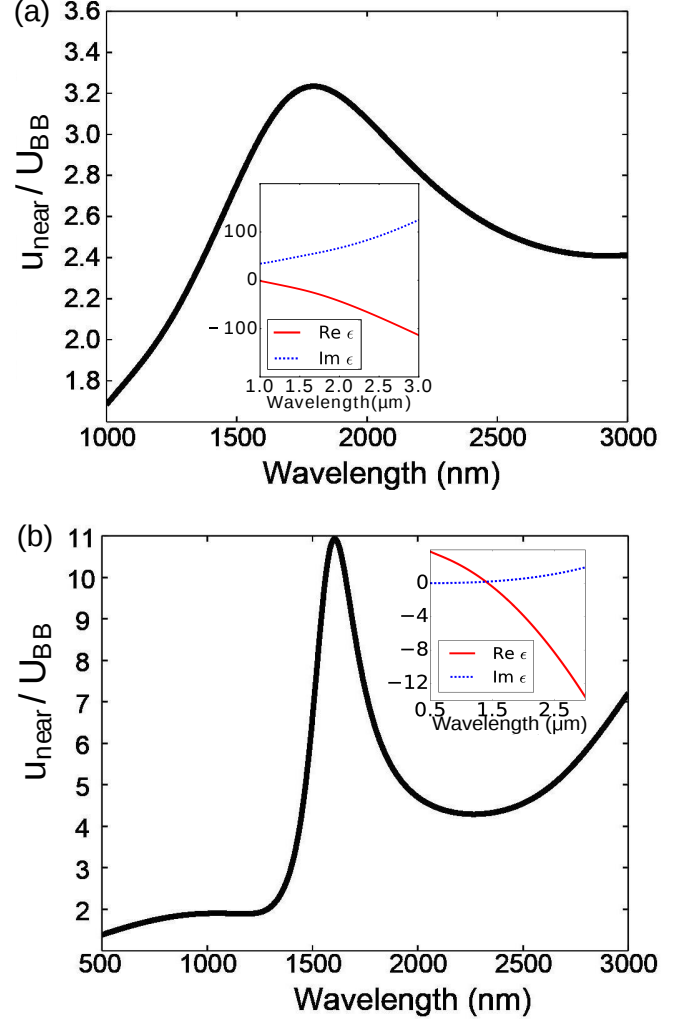 (a)
3.6
3.4
3.2
3.0
2.8
2.6
2.4
2.2
2.0
1.8
u_near / U_BB
100
0
−100
Re ϵ
Im ϵ
1.0 1.5 2.0 2.5 3.0
Wavelength(μm)
1000 1500 2000 2500 3000
Wavelength (nm)
(b)
11
10
9
8
7
6
5
4
3
2
u_near / U_BB
0
−4
−8
−12
Re ϵ
Im ϵ
0.5 1.5 2.5
Wavelength (μm)
500 1000 1500 2000 2500 3000
Wavelength (nm)